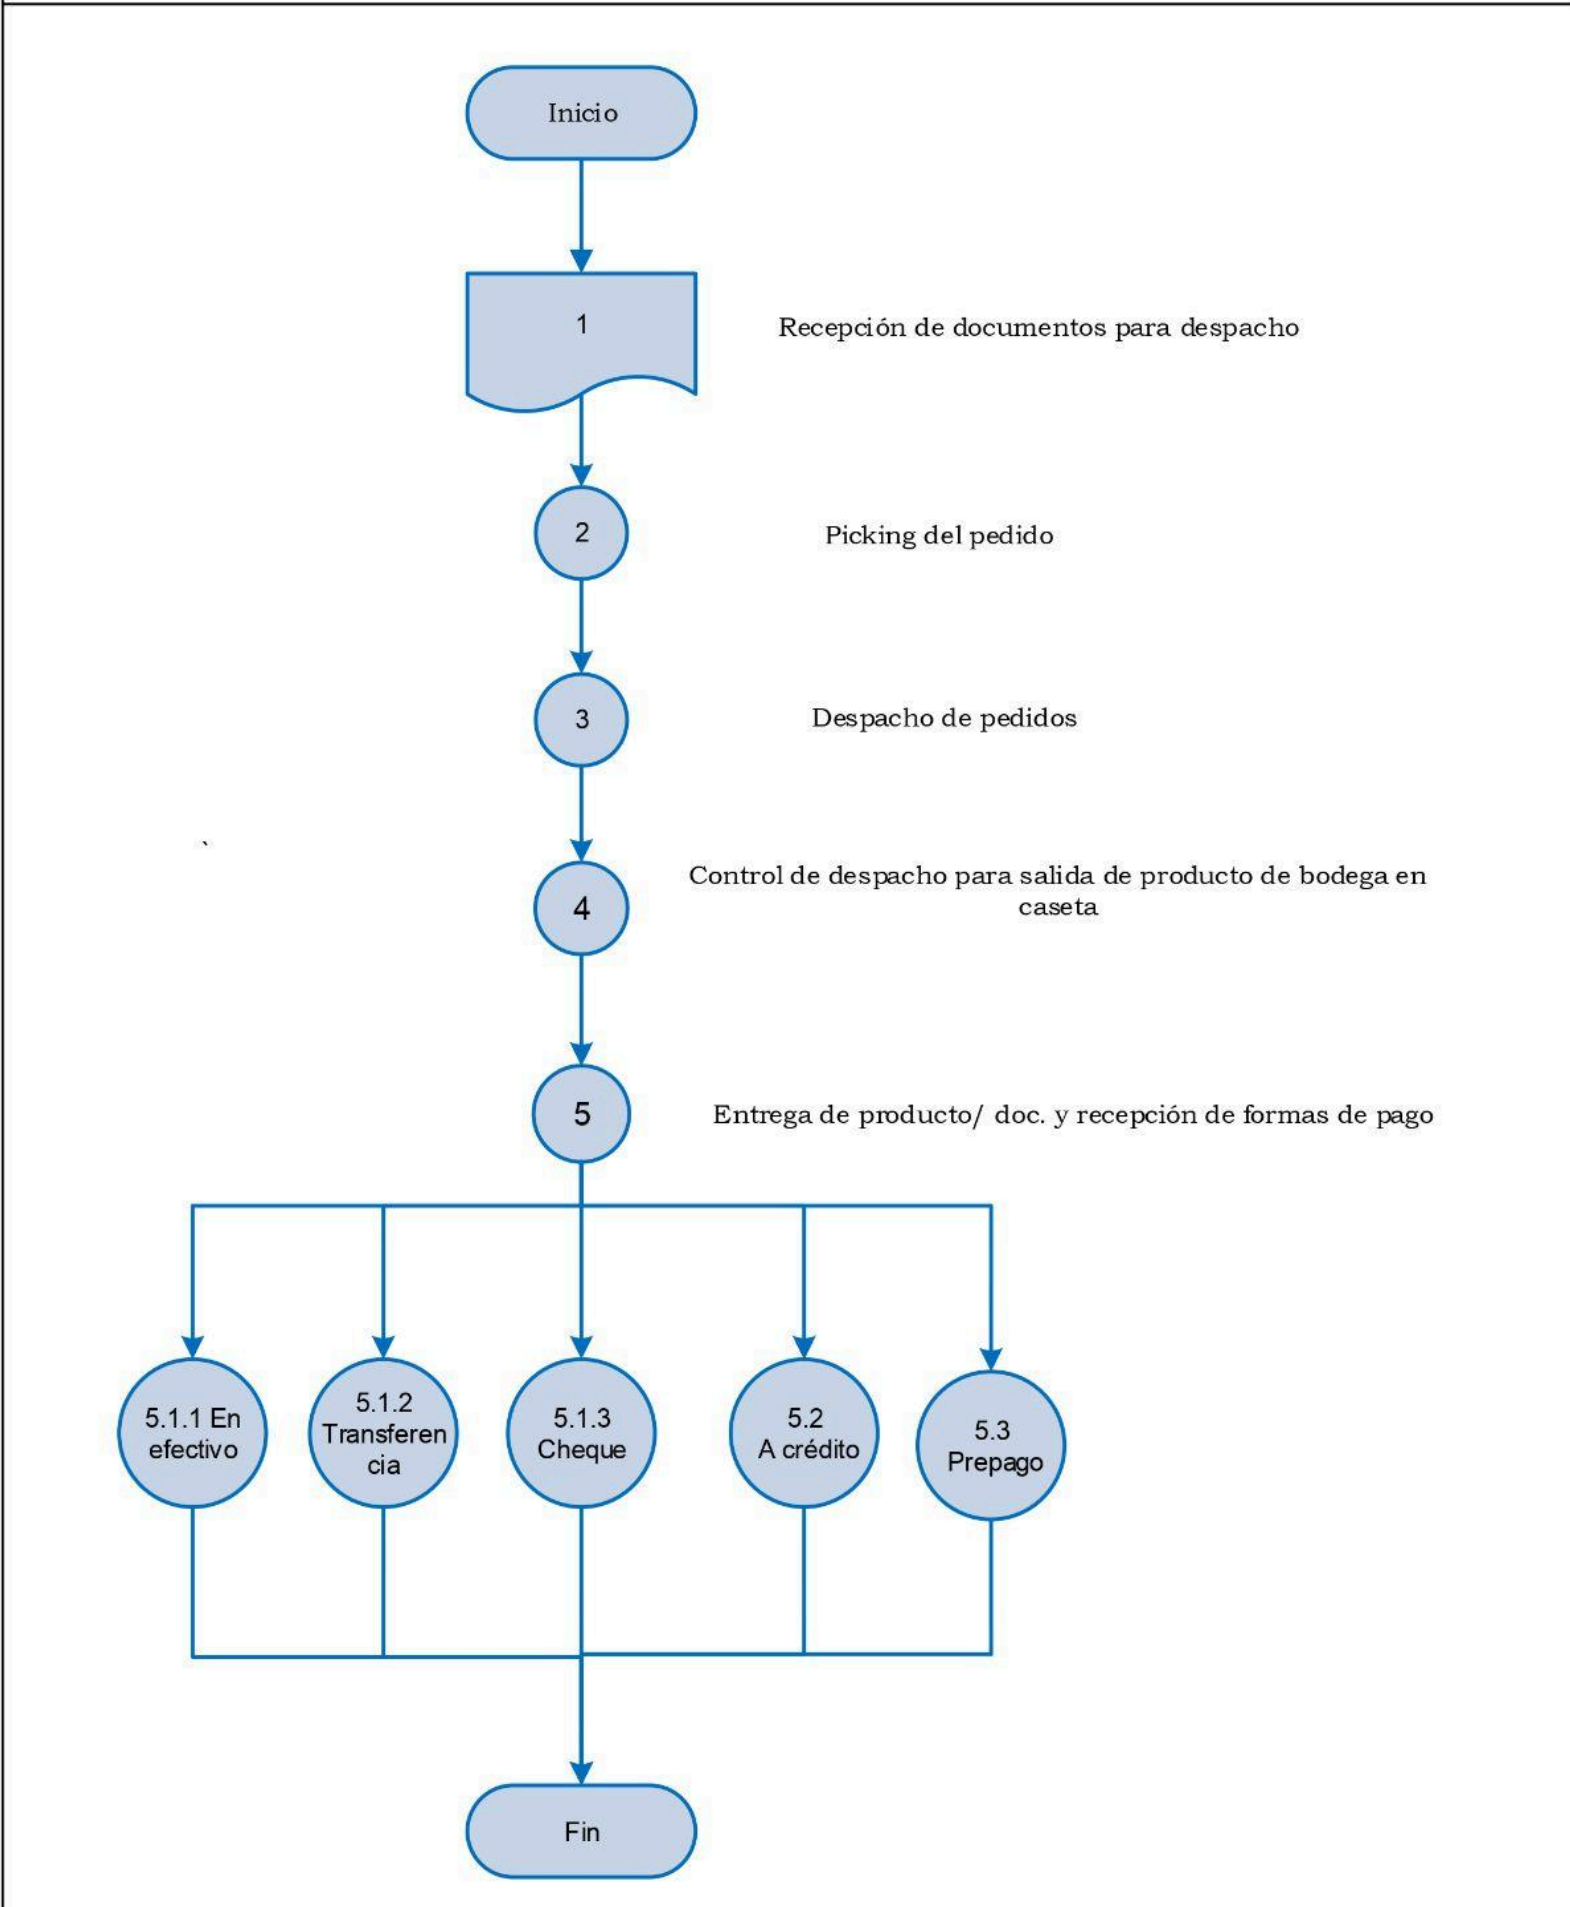 Inicio
1
Recepción de documentos para despacho
2
Picking del pedido
3
Despacho de pedidos
`
4
Control de despacho para salida de producto de bodega en
caseta
5
Entrega de producto/ doc. y recepción de formas de pago
5.1.1 En
efectivo
5.1.2
Transferen
cia
5.1.3
Cheque
5.2
A crédito
5.3
Prepago
Fin